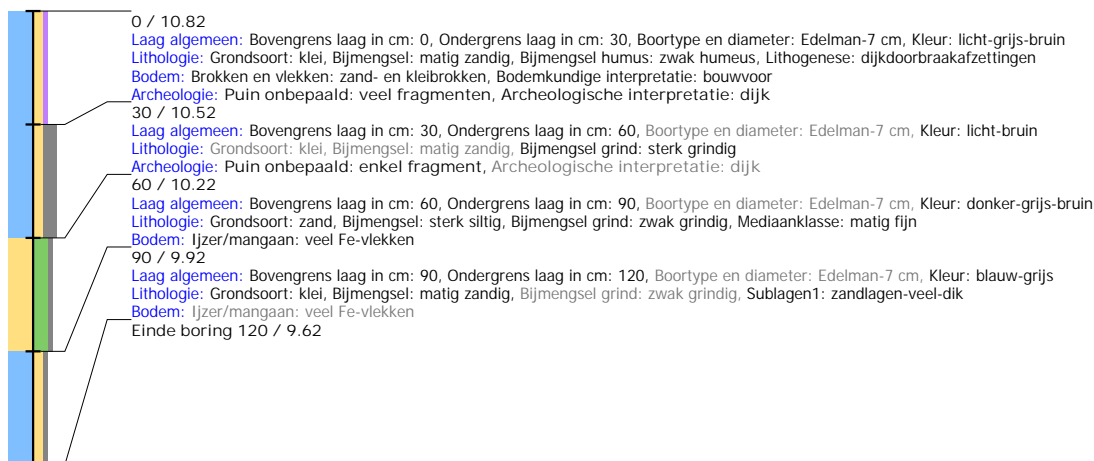 0 / 10.82
Laag algemeen: Bovengrens laag in cm: 0, Ondergrens laag in cm: 30, Boortype en diameter: Edelman-7 cm, Kleur: licht-grijs-bruin
Lithologie: Grondsoort: klei, Bijmengsel: matig zandig, Bijmengsel humus: zwak humeus, Lithogenese: dijkdoorbraakafzettingen
Bodem: Brokken en vlekken: zand- en kleibrokken, Bodemkundige interpretatie: bouwvoor
Archeologie: Puin onbepaald: veel fragmenten, Archeologische interpretatie: dijk
30 / 10.52
Laag algemeen: Bovengrens laag in cm: 30, Ondergrens laag in cm: 60, Boortype en diameter: Edelman-7 cm, Kleur: licht-bruin
Lithologie: Grondsoort: klei, Bijmengsel: matig zandig, Bijmengsel grind: sterk grindig
Archeologie: Puin onbepaald: enkel fragment, Archeologische interpretatie: dijk
60 / 10.22
Laag algemeen: Bovengrens laag in cm: 60, Ondergrens laag in cm: 90, Boortype en diameter: Edelman-7 cm, Kleur: donker-grijs-bruin
Lithologie: Grondsoort: zand, Bijmengsel: sterk siltig, Bijmengsel grind: zwak grindig, Mediaanklasse: matig fijn
Bodem: Ijzer/mangaan: veel Fe-vlekken
90 / 9.92
Laag algemeen: Bovengrens laag in cm: 90, Ondergrens laag in cm: 120, Boortype en diameter: Edelman-7 cm, Kleur: blauw-grijs
Lithologie: Grondsoort: klei, Bijmengsel: matig zandig, Bijmengsel grind: zwak grindig, Sublagen1: zandlagen-veel-dik
Bodem: Ijzer/mangaan: veel Fe-vlekken
Einde boring 120 / 9.62